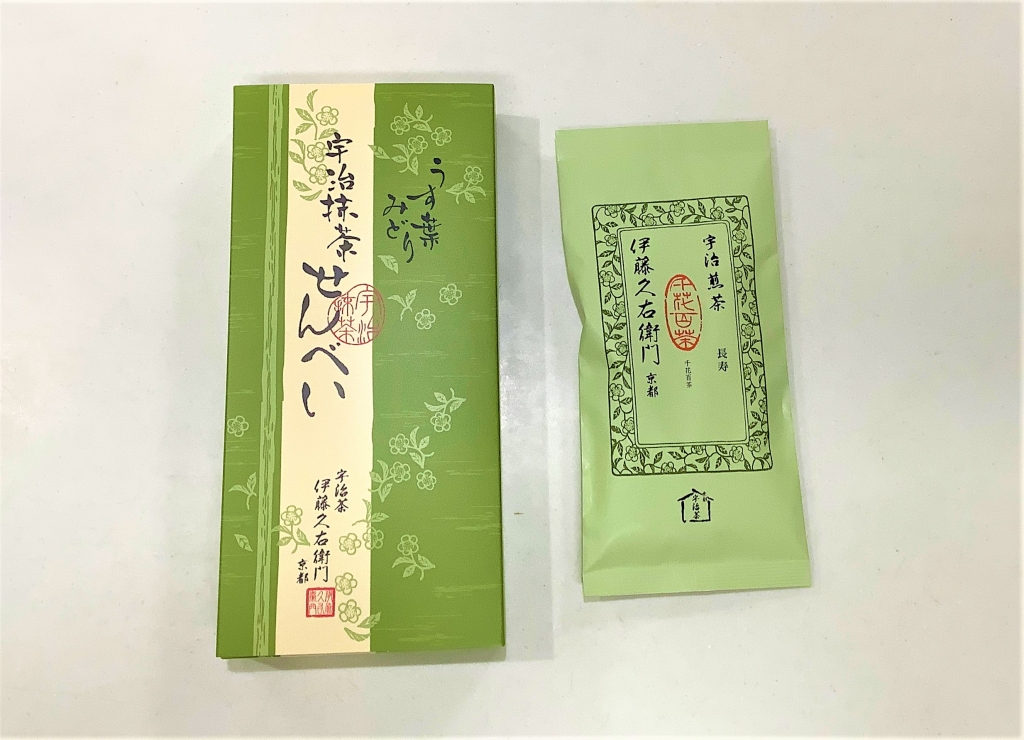 うす葉
みどり
宇治抹茶
せんべい
宇治
抹茶
宇治茶
伊藤久右衛門
京都
宇治煎茶
長寿
千花百茶
千花百茶
伊藤久右衛門
京都
宇治茶